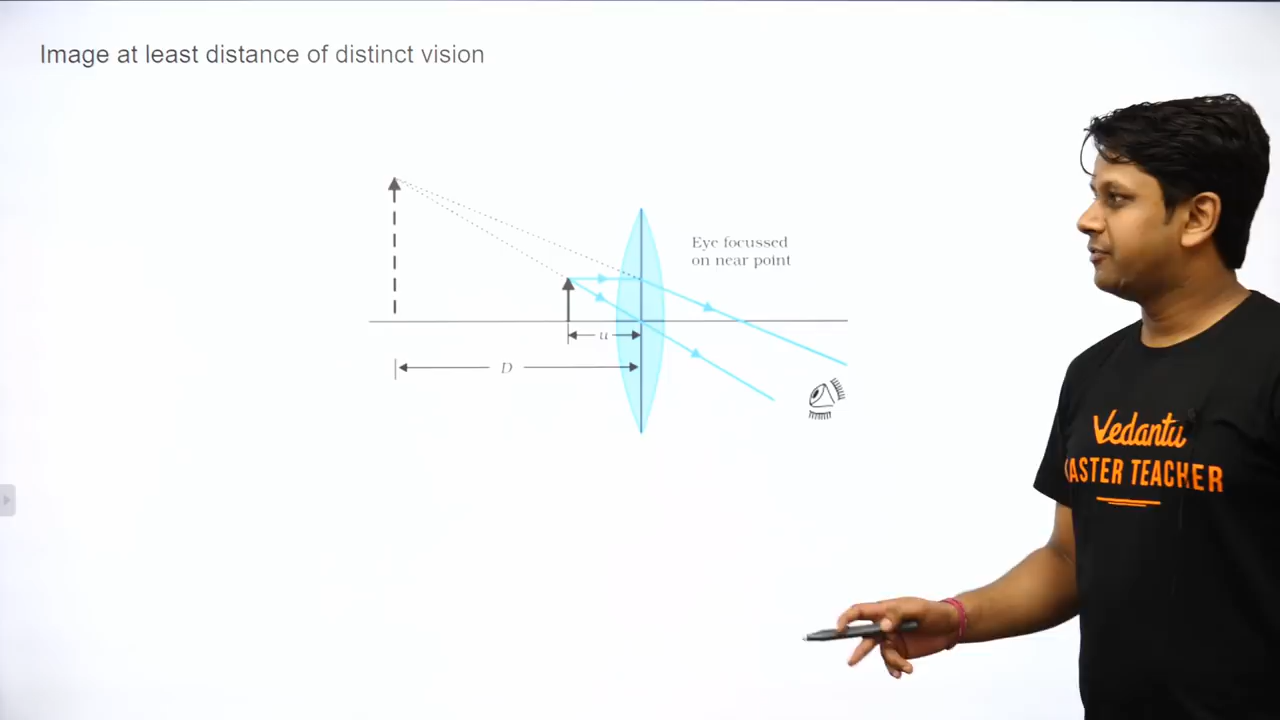 Image at least distance of distinct vision
Eye focussed
on near point
u
D
Vedantu
ASTER TEACHER